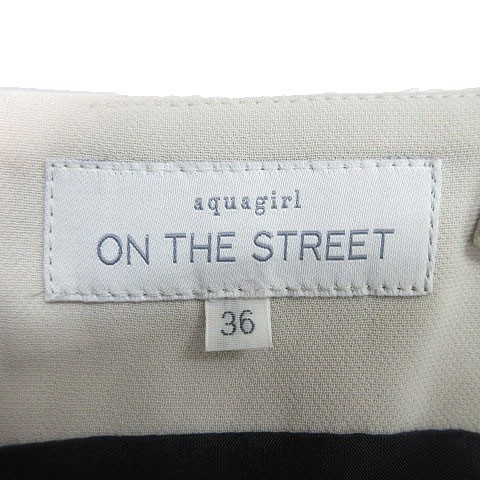 aquagirl
ON THE STREET
36